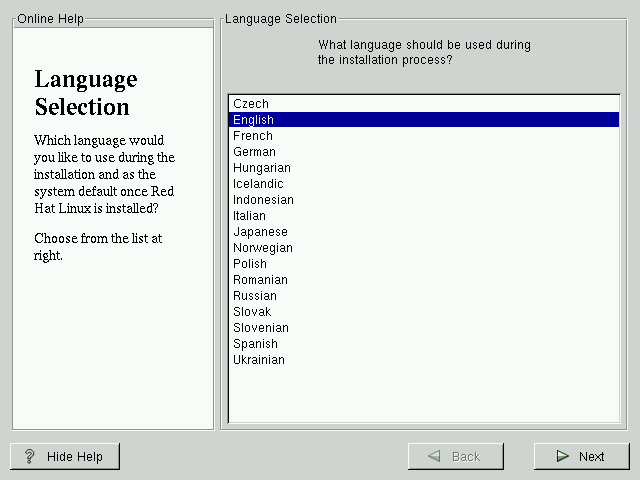 Online Help
Language
Selection
Which language would
you like to use during the
installation and as the
system default once Red
Hat Linux is installed?
Choose from the list at
right.
Language Selection
What language should be used during
the installation process?
Czech
English
French
German
Hungarian
Icelandic
Indonesian
Italian
Japanese
Norwegian
Polish
Romanian
Russian
Slovak
Slovenian
Spanish
Ukrainian
? Hide Help
Back
Next